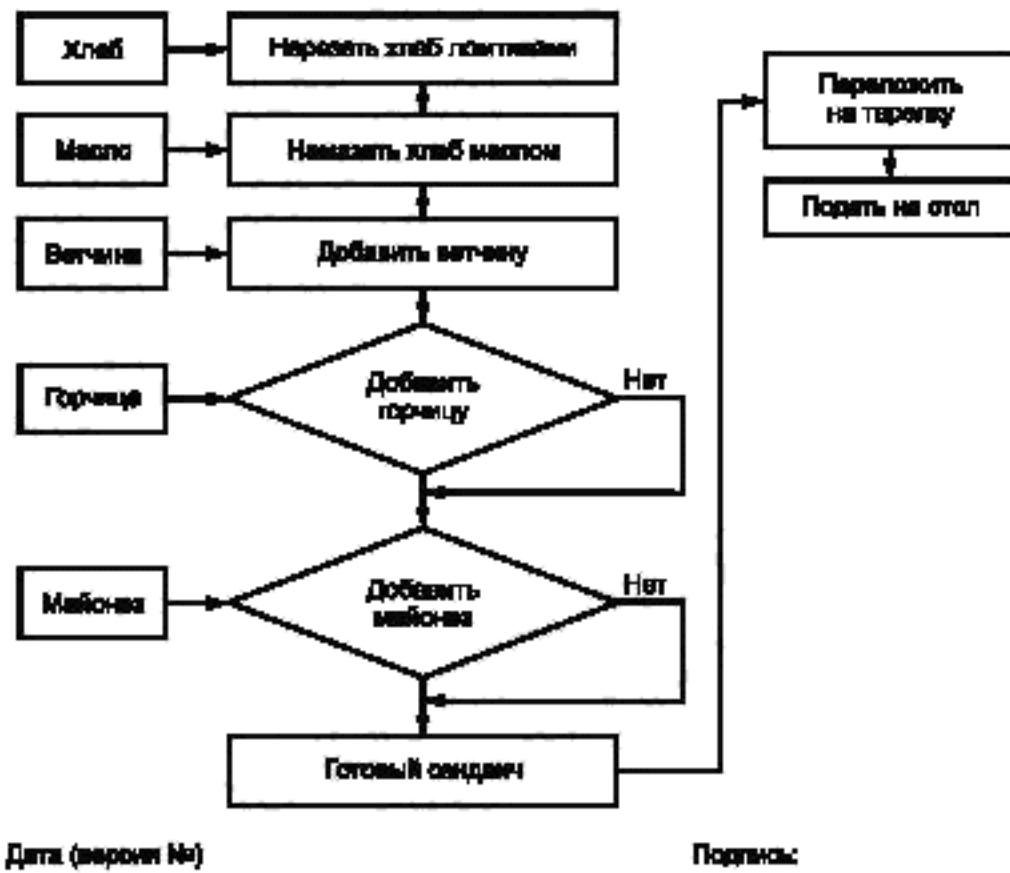 Хлеб
Нарезать хлеб ломтиками
Масло
Намазать хлеб маслом
Ветчина
Добавить ветчину
Горчица
Добавить
горчицу
Нет
Майонез
Добавить
майонез
Нет
Готовый сандвич
Переложить
на тарелку
Подать на стол
Дата (версия №)
Подпись: